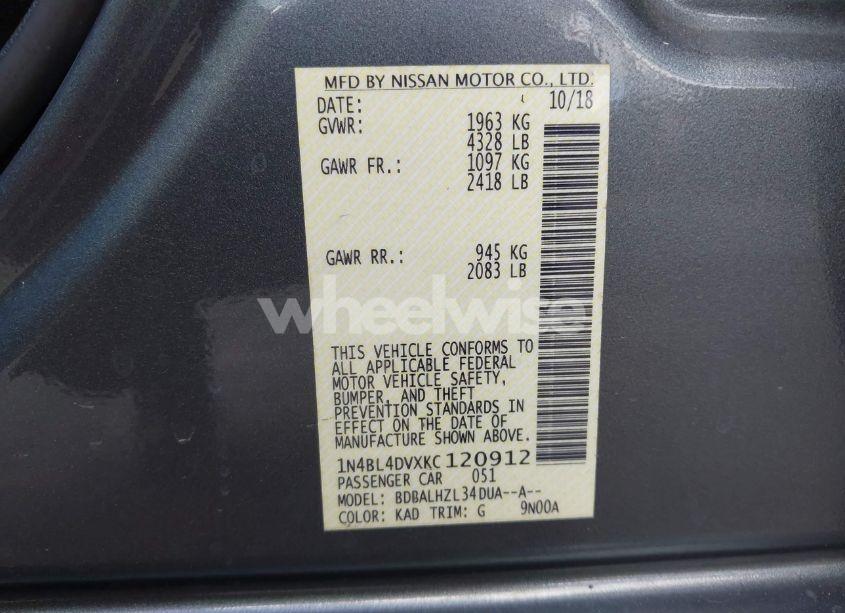 MFD BY NISSAN MOTOR CO., LTD.
DATE: 10/18
GVWR: 1963 KG
4328 LB
GAWR FR.: 1097 KG
2418 LB
GAWR RR.: 945 KG
2083 LB
wheelwise
THIS VEHICLE CONFORMS TO
ALL APPLICABLE FEDERAL
MOTOR VEHICLE SAFETY,
BUMPER, AND THEFT
PREVENTION STANDARDS IN
EFFECT ON THE DATE OF
MANUFACTURE SHOWN ABOVE.
1N4BL4DVXKC120912
PASSENGER CAR 051
MODEL: BDBALHZL34DUA--A--
COLOR: KAD TRIM: G 9N00A